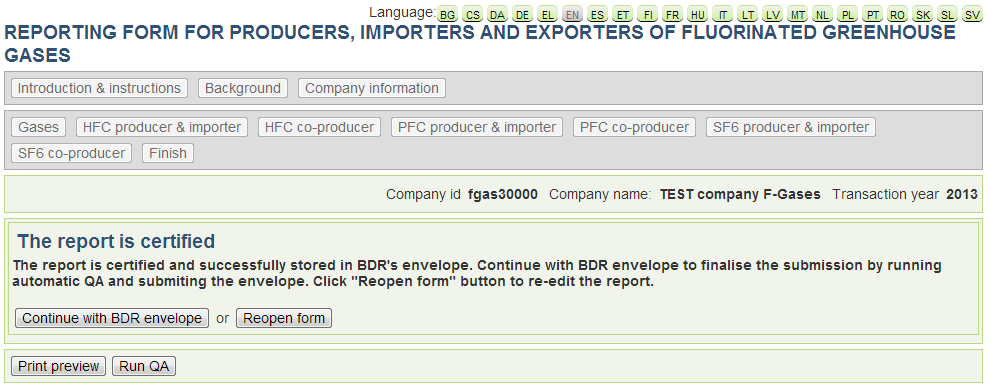 Language: BG CS DA DE EL EN ES ET FI FR HU IT LT LV MT NL PL PT RO SK SL SV
REPORTING FORM FOR PRODUCERS, IMPORTERS AND EXPORTERS OF FLUORINATED GREENHOUSE
GASES
Introduction & instructions Background Company information
Gases HFC producer & importer HFC co-producer PFC producer & importer PFC co-producer SF6 producer & importer
SF6 co-producer Finish
Company id fgas30000 Company name: TEST company F-Gases Transaction year 2013
The report is certified
The report is certified and successfully stored in BDR's envelope. Continue with BDR envelope to finalise the submission by running
automatic QA and submiting the envelope. Click "Reopen form" button to re-edit the report.
Continue with BDR envelope or Reopen form
Print preview Run QA